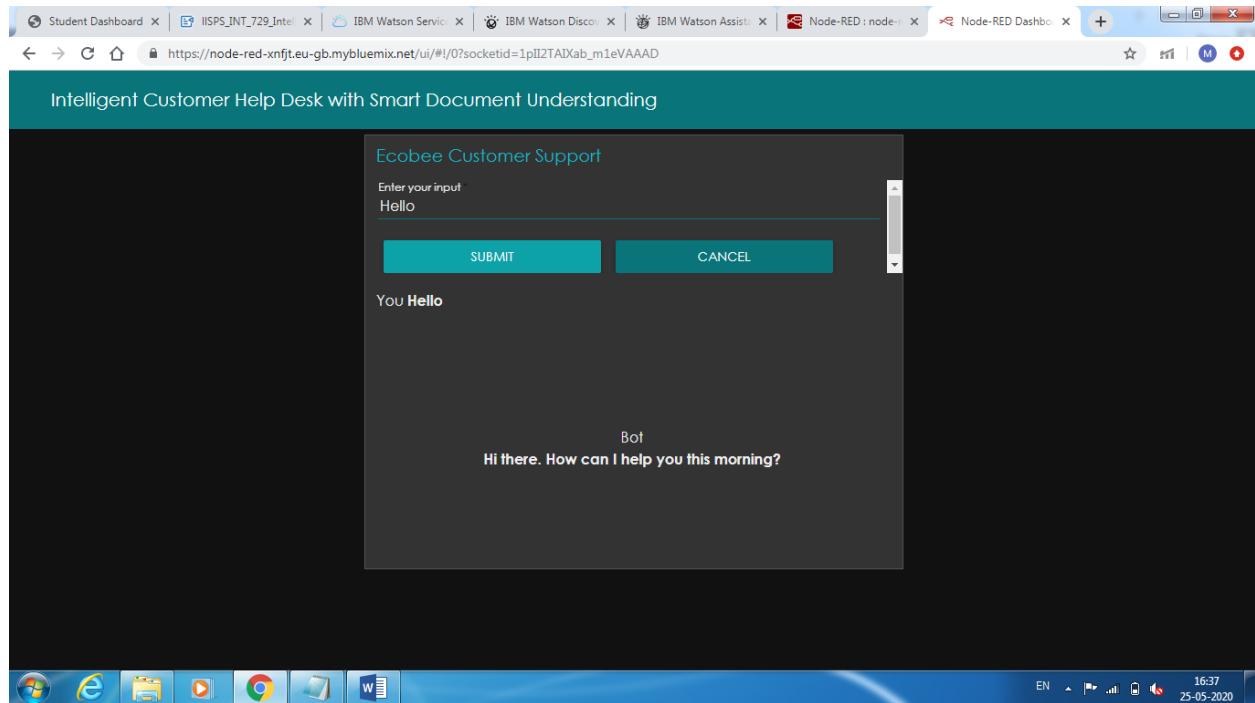 Student Dashboard
IISPS_INT_729_Intel
IBM Watson Servic
IBM Watson Discov
IBM Watson Assista
Node-RED : node-r
Node-RED Dashbo
https://node-red-xnfjt.eu-gb.mybluemix.net/ui/#!/0?socketid=1pII2TAIXab_m1eVAAAD
M
Intelligent Customer Help Desk with Smart Document Understanding
Ecobee Customer Support
Enter your input *
Hello
SUBMIT CANCEL
You Hello
Bot
Hi there. How can I help you this morning?
EN
16:37
25-05-2020